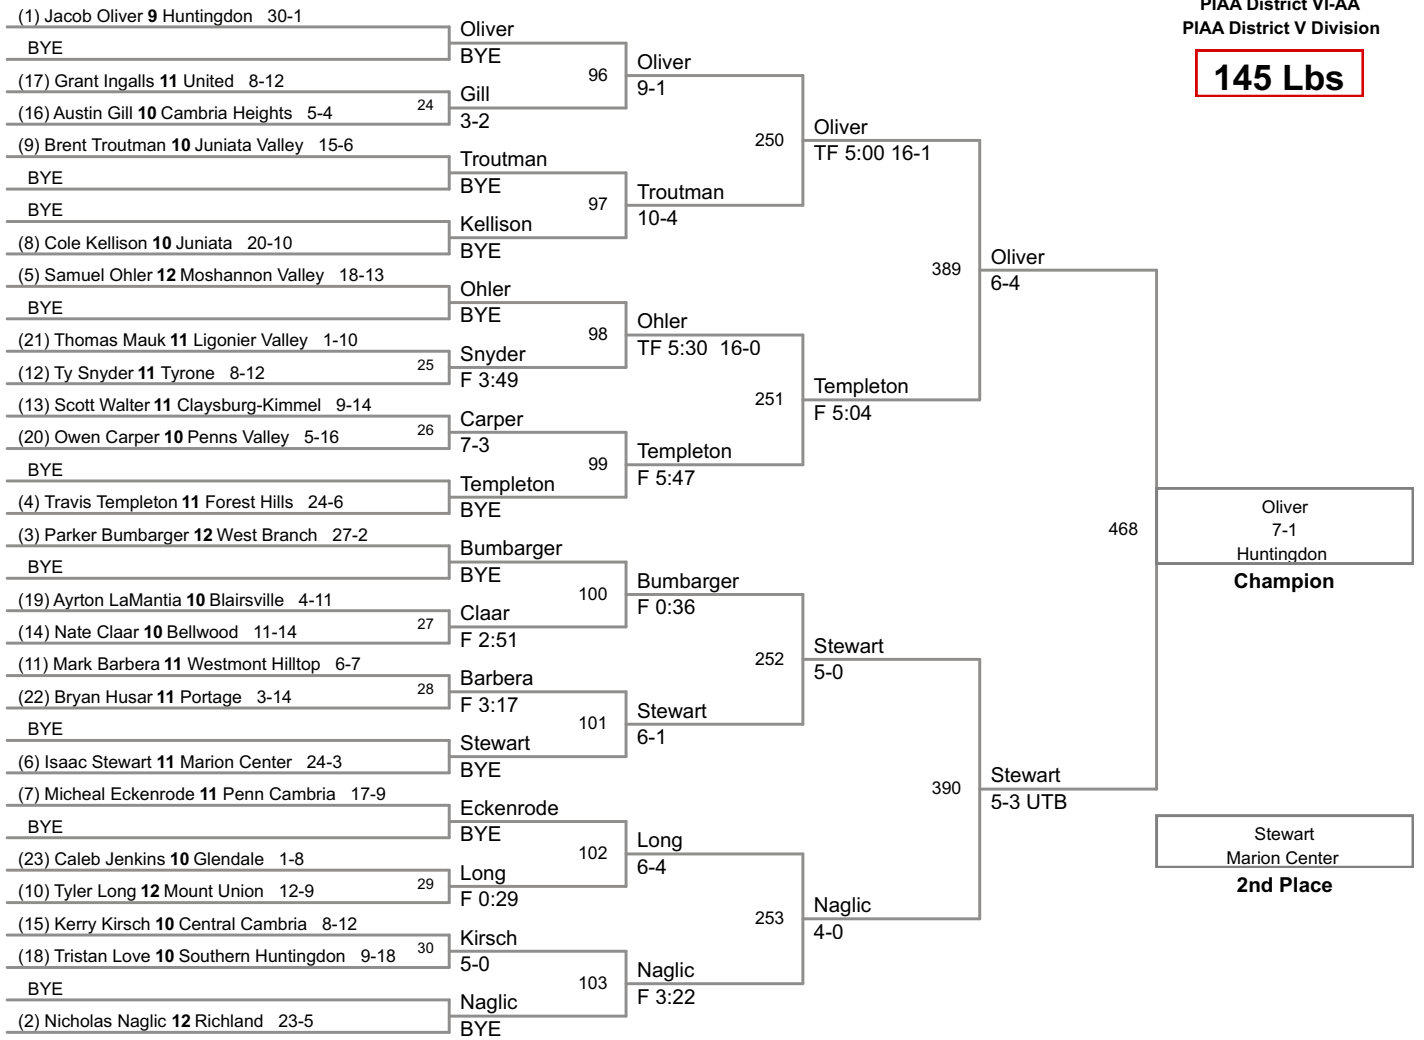 PIAA District VI-AA
PIAA District V Division
145 Lbs
(1) Jacob Oliver 9 Huntingdon 30-1
BYE
(17) Grant Ingalls 11 United 8-12
(16) Austin Gill 10 Cambria Heights 5-4
(9) Brent Troutman 10 Juniata Valley 15-6
BYE
BYE
(8) Cole Kellison 10 Juniata 20-10
(5) Samuel Ohler 12 Moshannon Valley 18-13
BYE
(21) Thomas Mauk 11 Ligonier Valley 1-10
(12) Ty Snyder 11 Tyrone 8-12
(13) Scott Walter 11 Claysburg-Kimmel 9-14
(20) Owen Carper 10 Penns Valley 5-16
BYE
(4) Travis Templeton 11 Forest Hills 24-6
(3) Parker Bumbarger 12 West Branch 27-2
BYE
(19) Ayrton LaMantia 10 Blairsville 4-11
(14) Nate Claar 10 Bellwood 11-14
(11) Mark Barbera 11 Westmont Hilltop 6-7
(22) Bryan Husar 11 Portage 3-14
BYE
(6) Isaac Stewart 11 Marion Center 24-3
(7) Micheal Eckenrode 11 Penn Cambria 17-9
BYE
(23) Caleb Jenkins 10 Glendale 1-8
(10) Tyler Long 12 Mount Union 12-9
(15) Kerry Kirsch 10 Central Cambria 8-12
(18) Tristan Love 10 Southern Huntingdon 9-18
BYE
(2) Nicholas Naglic 12 Richland 23-5
24
25
26
27
28
29
30
Oliver
BYE
Gill
3-2
Troutman
BYE
Kellison
BYE
Ohler
BYE
Snyder
F 3:49
Carper
7-3
Templeton
BYE
Bumbarger
BYE
Claar
F 2:51
Barbera
F 3:17
Stewart
BYE
Eckenrode
BYE
Long
F 0:29
Kirsch
5-0
Naglic
BYE
96
97
98
99
100
101
102
103
Oliver
9-1
Troutman
10-4
Ohler
TF 5:30 16-0
Templeton
F 5:47
Bumbarger
F 0:36
Stewart
6-1
Long
6-4
Naglic
F 3:22
250
251
252
253
Oliver
TF 5:00 16-1
Templeton
F 5:04
Stewart
5-0
Naglic
4-0
389
390
Oliver
6-4
Stewart
5-3 UTB
468
Oliver
7-1
Huntingdon
Champion
Stewart
Marion Center
2nd Place